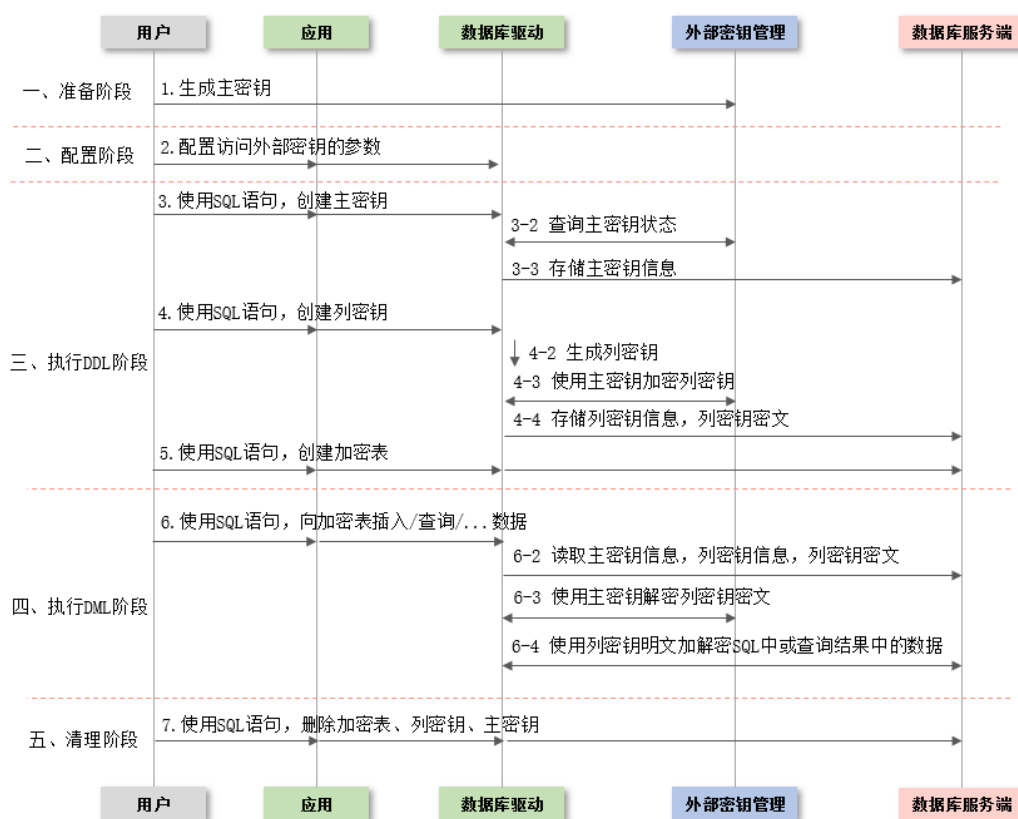 用户
应用
数据库驱动
外部密钥管理
数据库服务端
一、准备阶段
1.生成主密钥
二、配置阶段
2.配置访问外部密钥的参数
3.使用SQL语句，创建主密钥
3-2 查询主密钥状态
3-3 存储主密钥信息
4.使用SQL语句，创建列密钥
三、执行DDL阶段
4-2 生成列密钥
4-3 使用主密钥加密列密钥
4-4 存储列密钥信息，列密钥密文
5.使用SQL语句，创建加密表
6.使用SQL语句，向加密表插入/查询/...数据
6-2 读取主密钥信息，列密钥信息，列密钥密文
四、执行DML阶段
6-3 使用主密钥解密列密钥密文
6-4 使用列密钥明文加解密SQL中或查询结果中的数据
五、清理阶段
7.使用SQL语句，删除加密表、列密钥、主密钥
用户
应用
数据库驱动
外部密钥管理
数据库服务端